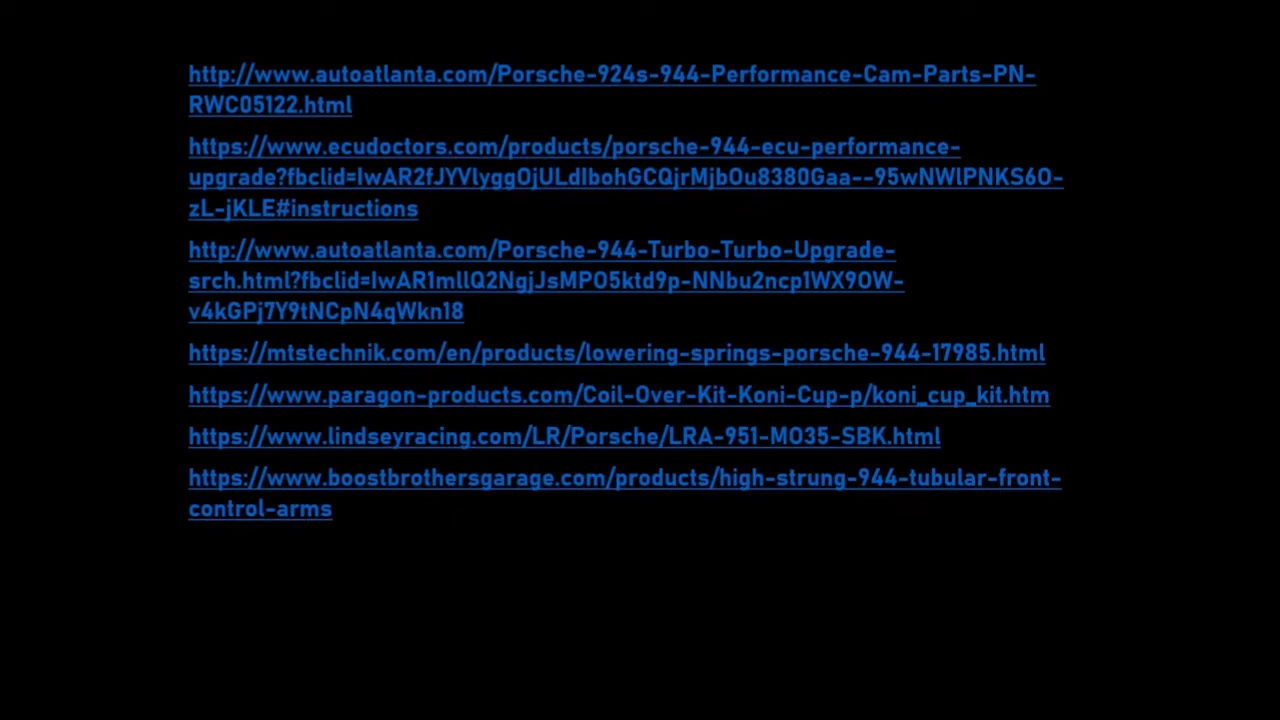 http://www.autoatlanta.com/Porsche-924s-944-Performance-Cam-Parts-PN-
RWC05122.html
https://www.ecudoctors.com/products/porsche-944-ecu-performance-
upgrade?fbclid=IwAR2fJYVlyggOjULdIbohGCQjrMjbOu8380Gaa--95wNWlPNKS6O-
zL-jKLE#instructions
http://www.autoatlanta.com/Porsche-944-Turbo-Turbo-Upgrade-
srch.html?fbclid=IwAR1mllQ2NgjJsMPO5ktd9p-NNbu2ncp1WX9OW-
v4kGPj7Y9tNCpN4qWkn18
https://mtstechnik.com/en/products/lowering-springs-porsche-944-17985.html
https://www.paragon-products.com/Coil-Over-Kit-Koni-Cup-p/koni_cup_kit.htm
https://www.lindseyracing.com/LR/Porsche/LRA-951-MO35-SBK.html
https://www.boostbrothersgarage.com/products/high-strung-944-tubular-front-
control-arms